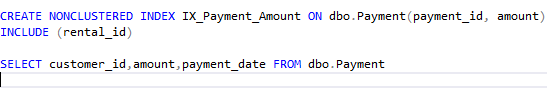 CREATE NONCLUSTERED INDEX IX_Payment_Amount ON dbo.Payment(payment_id, amount)
INCLUDE (rental_id)
SELECT customer_id,amount,payment_date FROM dbo.Payment